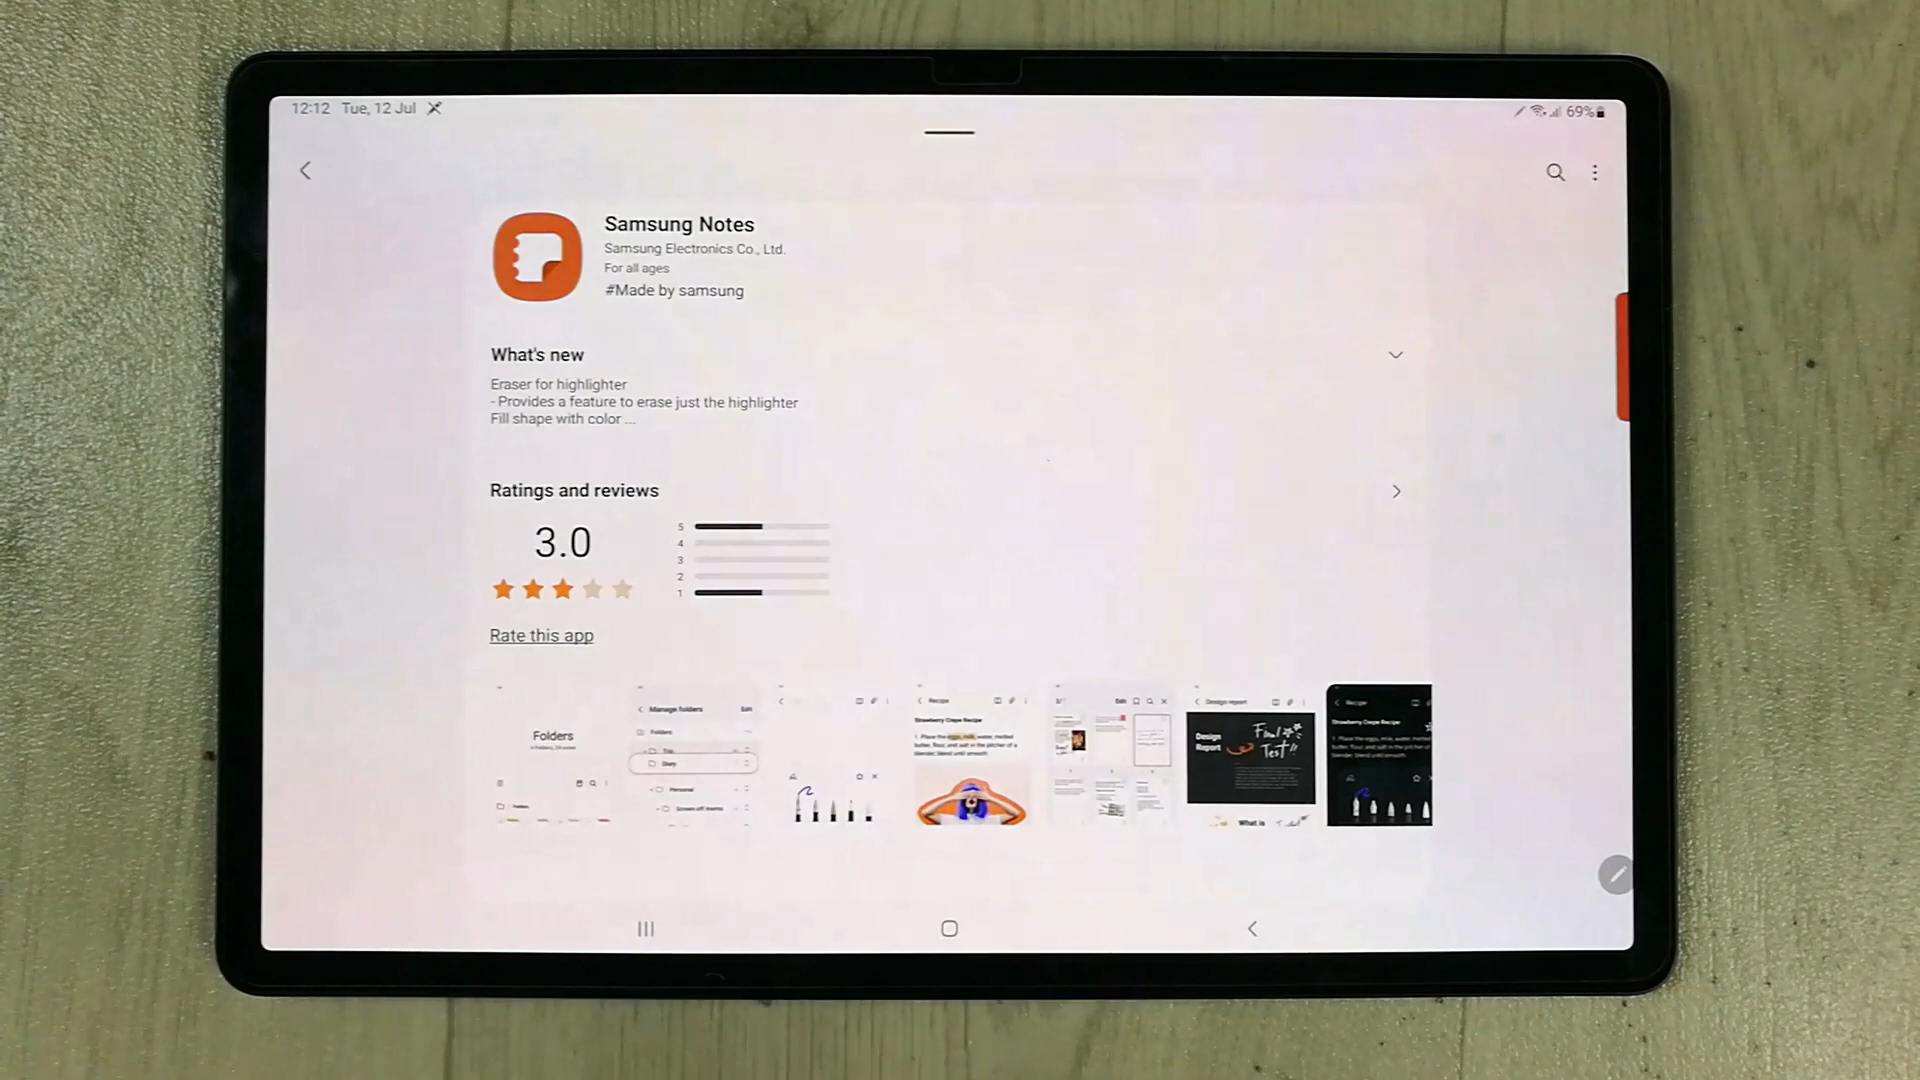 12:12 Tue, 12 Jul
69%
Samsung Notes
Samsung Electronics Co., Ltd.
For all ages
#Made by samsung
What's new
Eraser for highlighter
- Provides a feature to erase just the highlighter
Fill shape with color ...
Ratings and reviews
3.0
5
4
3
2
1
Rate this app
Folders
Manage folders
Edit
Folders
Diary
Personal
Screen off memo
Recipe
Strawberry Crepe Recipe
1. Place the eggs, milk, water, melted
butter, flour, and salt in the pitcher of a
blender; blend until smooth.
Edit
Design report
Design
Report
Final
Test!!
What is
Recipe
Strawberry Crepe Recipe
1. Place the eggs, milk, water, melted
butter, flour, and salt in the pitcher
blender; blend until smooth.